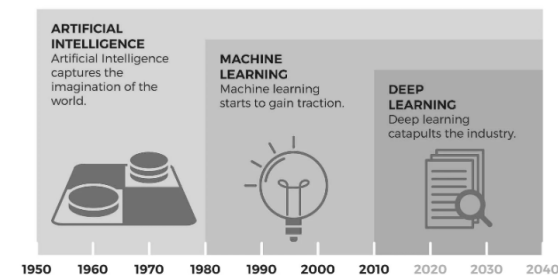 ARTIFICIAL
INTELLIGENCE
Artificial Intelligence
captures the
imagination of the
world.
MACHINE
LEARNING
Machine learning
starts to gain traction.
DEEP
LEARNING
Deep learning
catapults the industry.
1950 1960 1970 1980 1990 2000 2010 2020 2030 2040